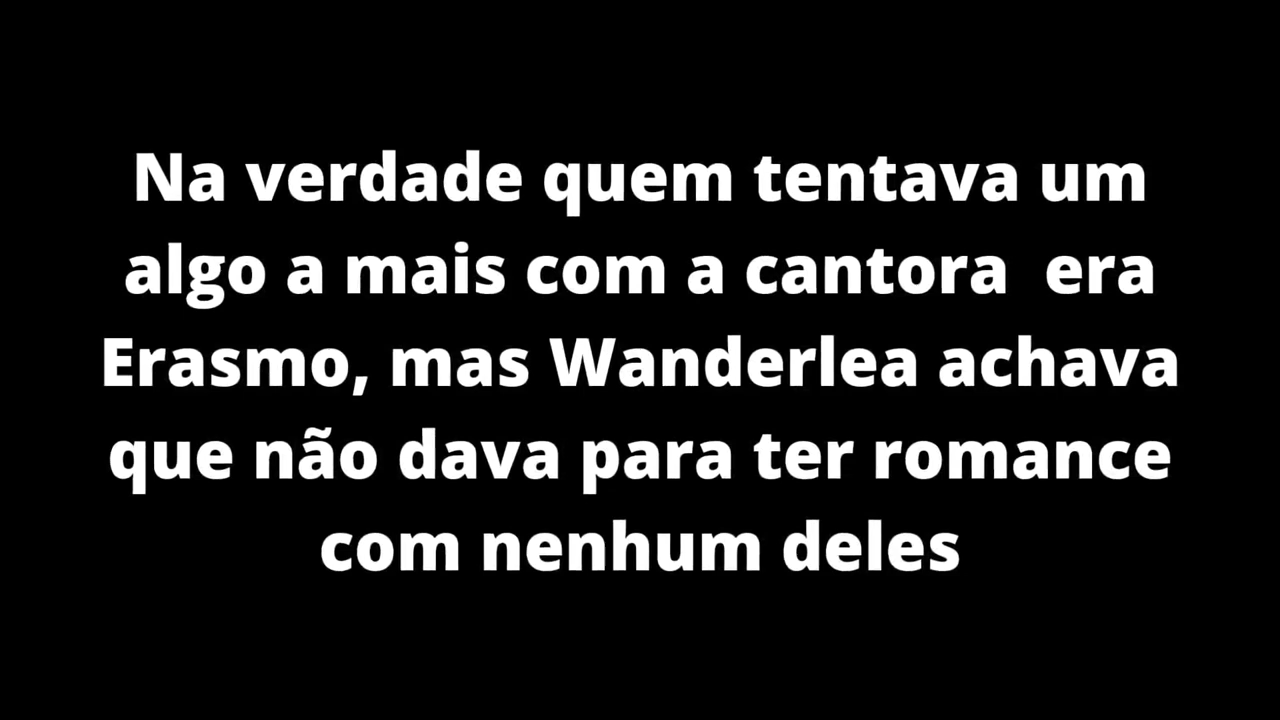 Na verdade quem tentava um
algo a mais com a cantora  era
Erasmo, mas Wanderlea achava
que não dava para ter romance
com nenhum deles